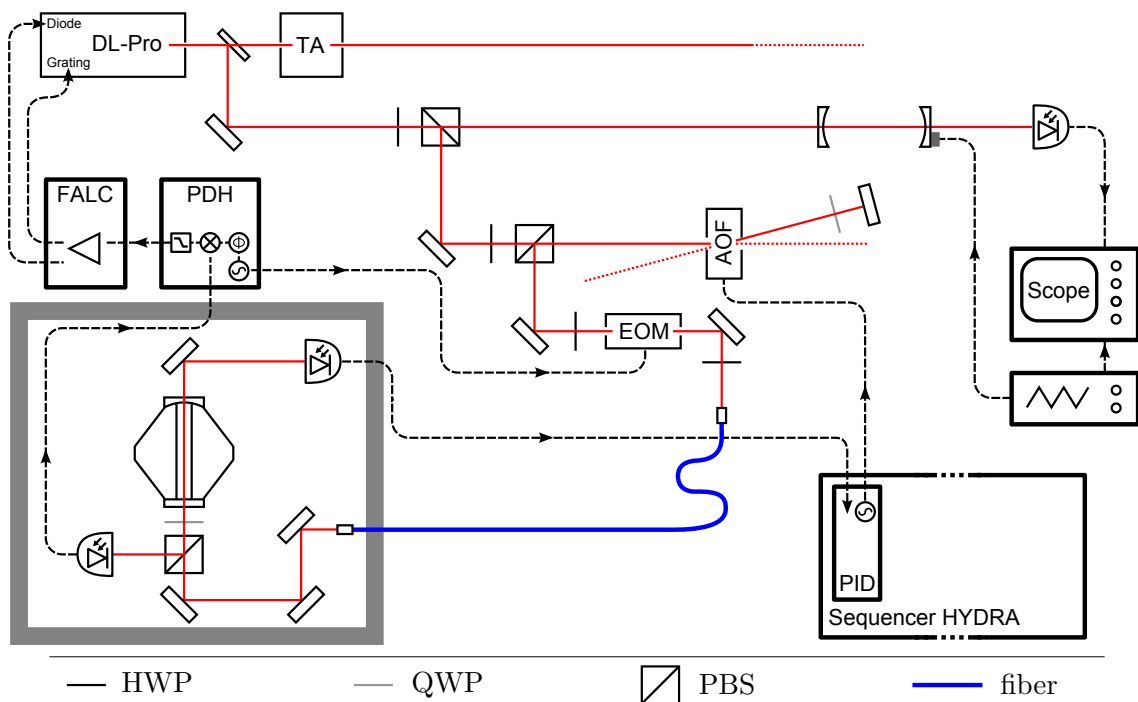 Diode
DL-Pro
Grating
TA
FALC
PDH
Φ
AOF
Scope
EOM
PID
Sequencer HYDRA
HWP
QWP
PBS
fiber